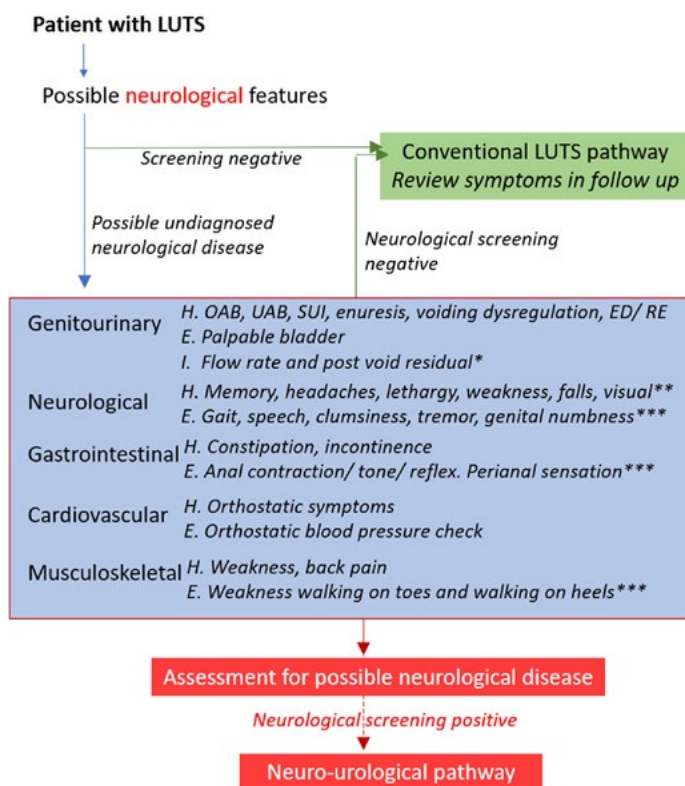 Patient with LUTS
Possible neurological features
Screening negative
Conventional LUTS pathway
Review symptoms in follow up
Possible undiagnosed
neurological disease
Neurological screening
negative
Genitourinary
H. OAB, UAB, SUI, enuresis, voiding dysregulation, ED/ RE
E. Palpable bladder
I. Flow rate and post void residual*
Neurological
H. Memory, headaches, lethargy, weakness, falls, visual**
E. Gait, speech, clumsiness, tremor, genital numbness***
Gastrointestinal
H. Constipation, incontinence
E. Anal contraction/ tone/ reflex. Perianal sensation***
Cardiovascular
H. Orthostatic symptoms
E. Orthostatic blood pressure check
Musculoskeletal
H. Weakness, back pain
E. Weakness walking on toes and walking on heels***
Assessment for possible neurological disease
Neurological screening positive
Neuro-urological pathway